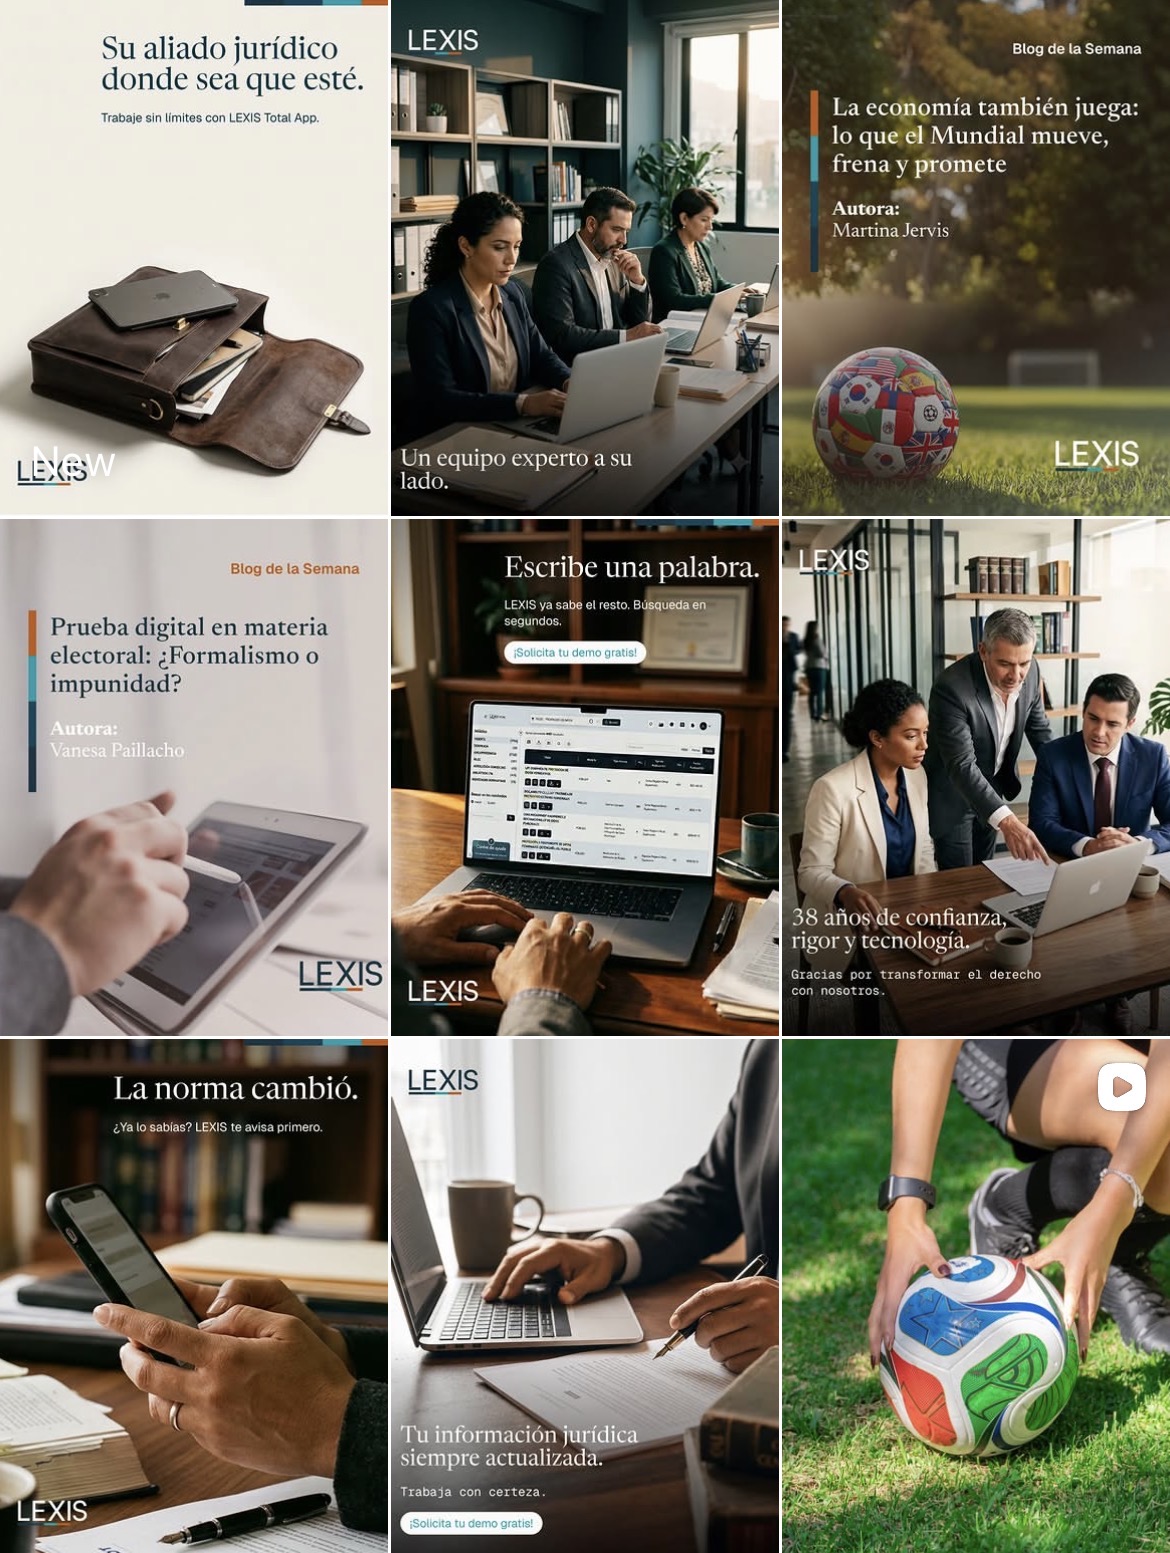 Su aliado jurídico
donde sea que esté.
Trabaje sin límites con LEXIS Total App.
New
LEXIS
LEXIS
Un equipo experto a su
lado.
Blog de la Semana
La economía también juega:
lo que el Mundial mueve,
frena y promete
Autora:
Martina Jervis
LEXIS
Blog de la Semana
Prueba digital en materia
electoral: ¿Formalismo o
impunidad?
Autora:
Vanesa Paillacho
LEXIS
Escribe una palabra.
LEXIS ya sabe el resto. Búsqueda en
segundos.
¡Solicita tu demo gratis!
LEXIS
LEXIS
38 años de confianza,
rigor y tecnología.
Gracias por transformar el derecho
con nosotros.
La norma cambió.
¿Ya lo sabías? LEXIS te avisa primero.
LEXIS
LEXIS
Tu información jurídica
siempre actualizada.
Trabaja con certeza.
¡Solicita tu demo gratis!